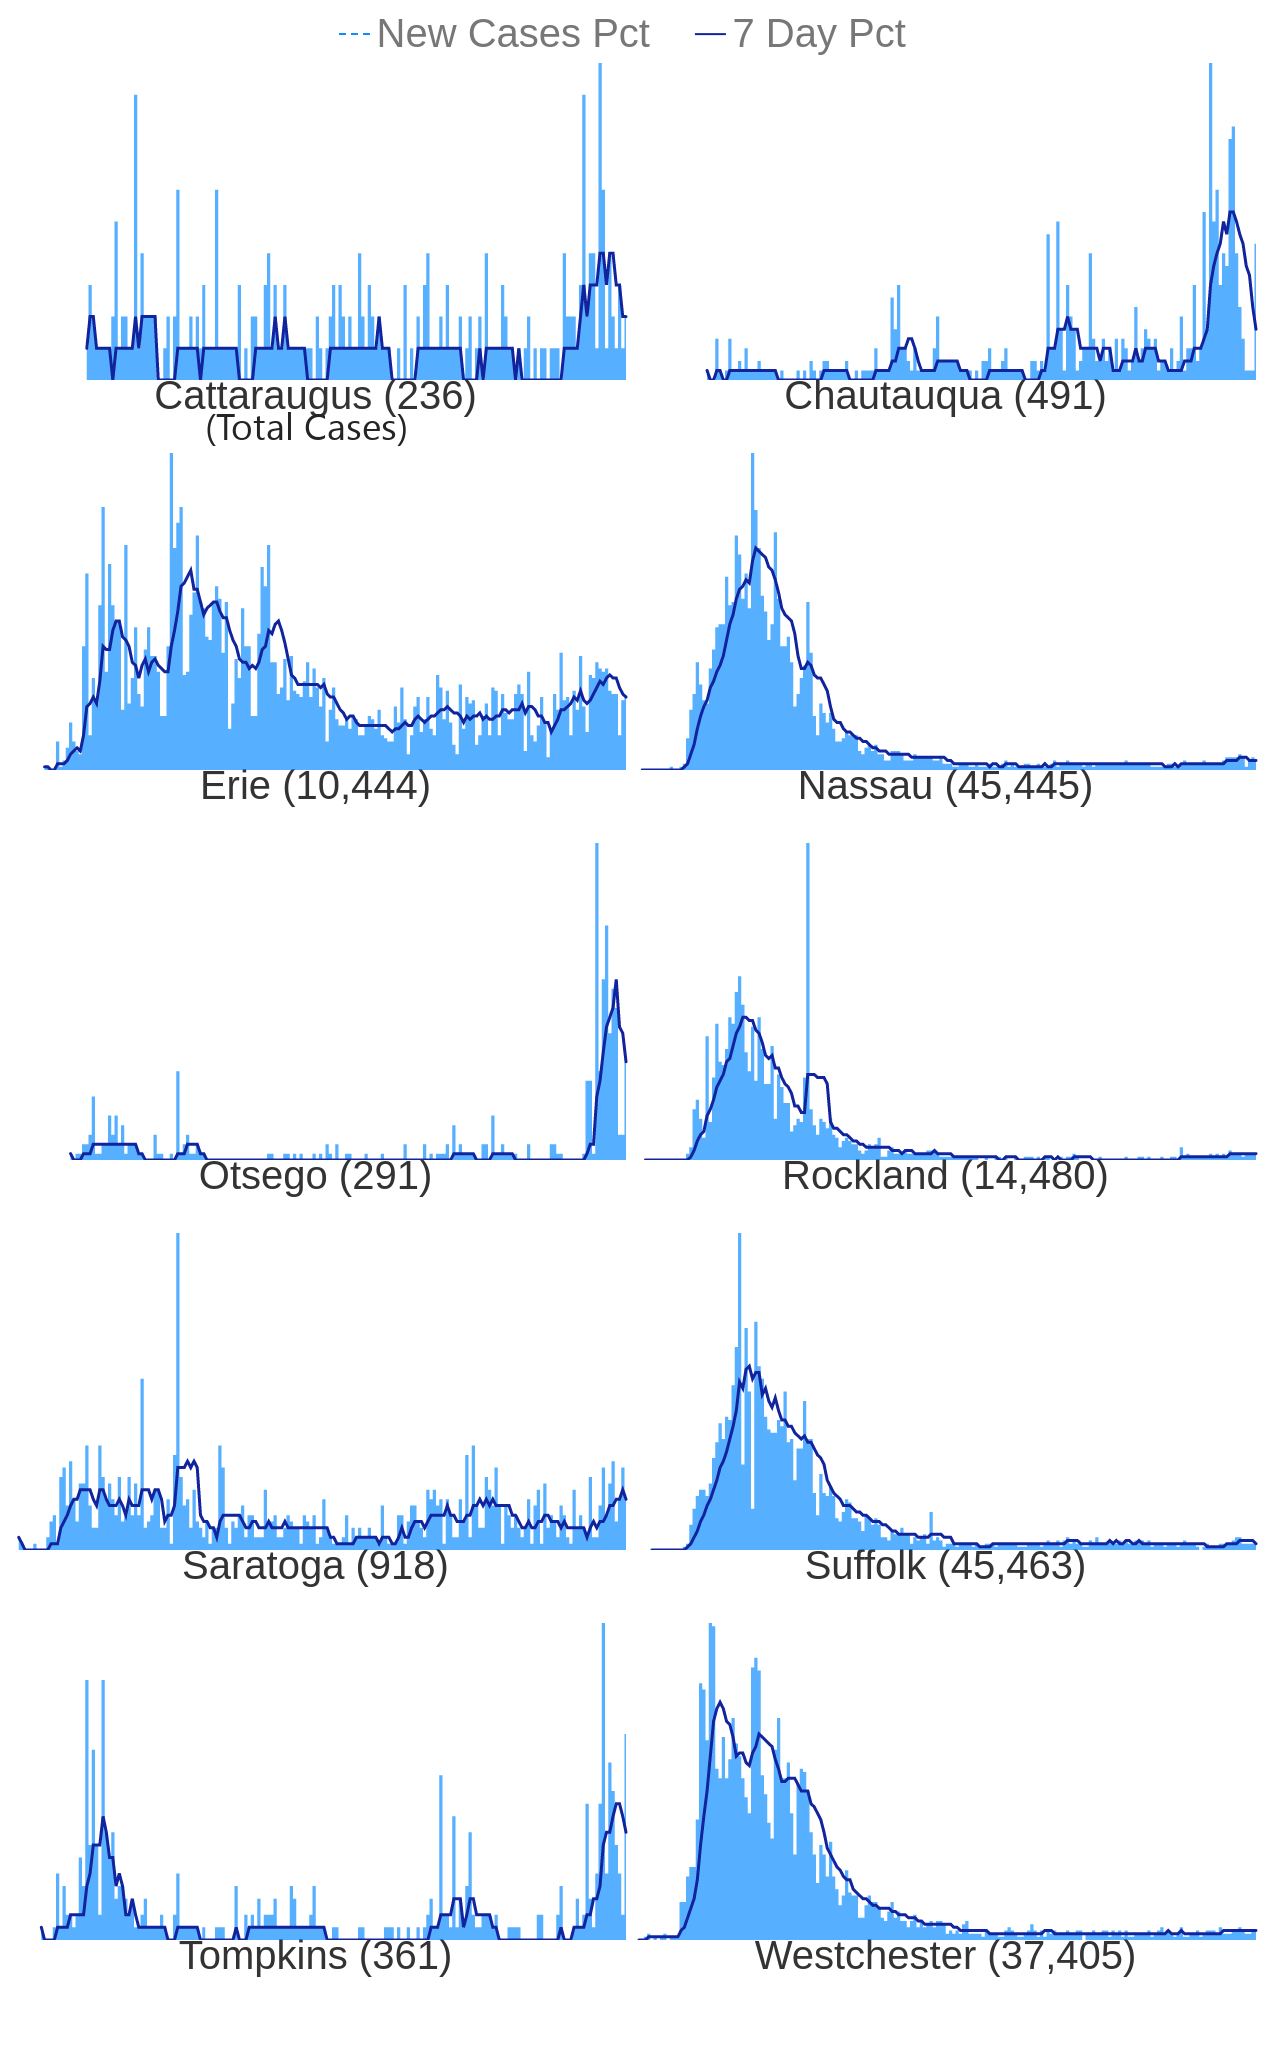 New Cases Pct 7 Day Pct
Cattaraugus (236) Chautauqua (491)
(Total Cases)
Erie (10,444) Nassau (45,445)
Otsego (291) Rockland (14,480)
Saratoga (918) Suffolk (45,463)
Tompkins (361) Westchester (37,405)